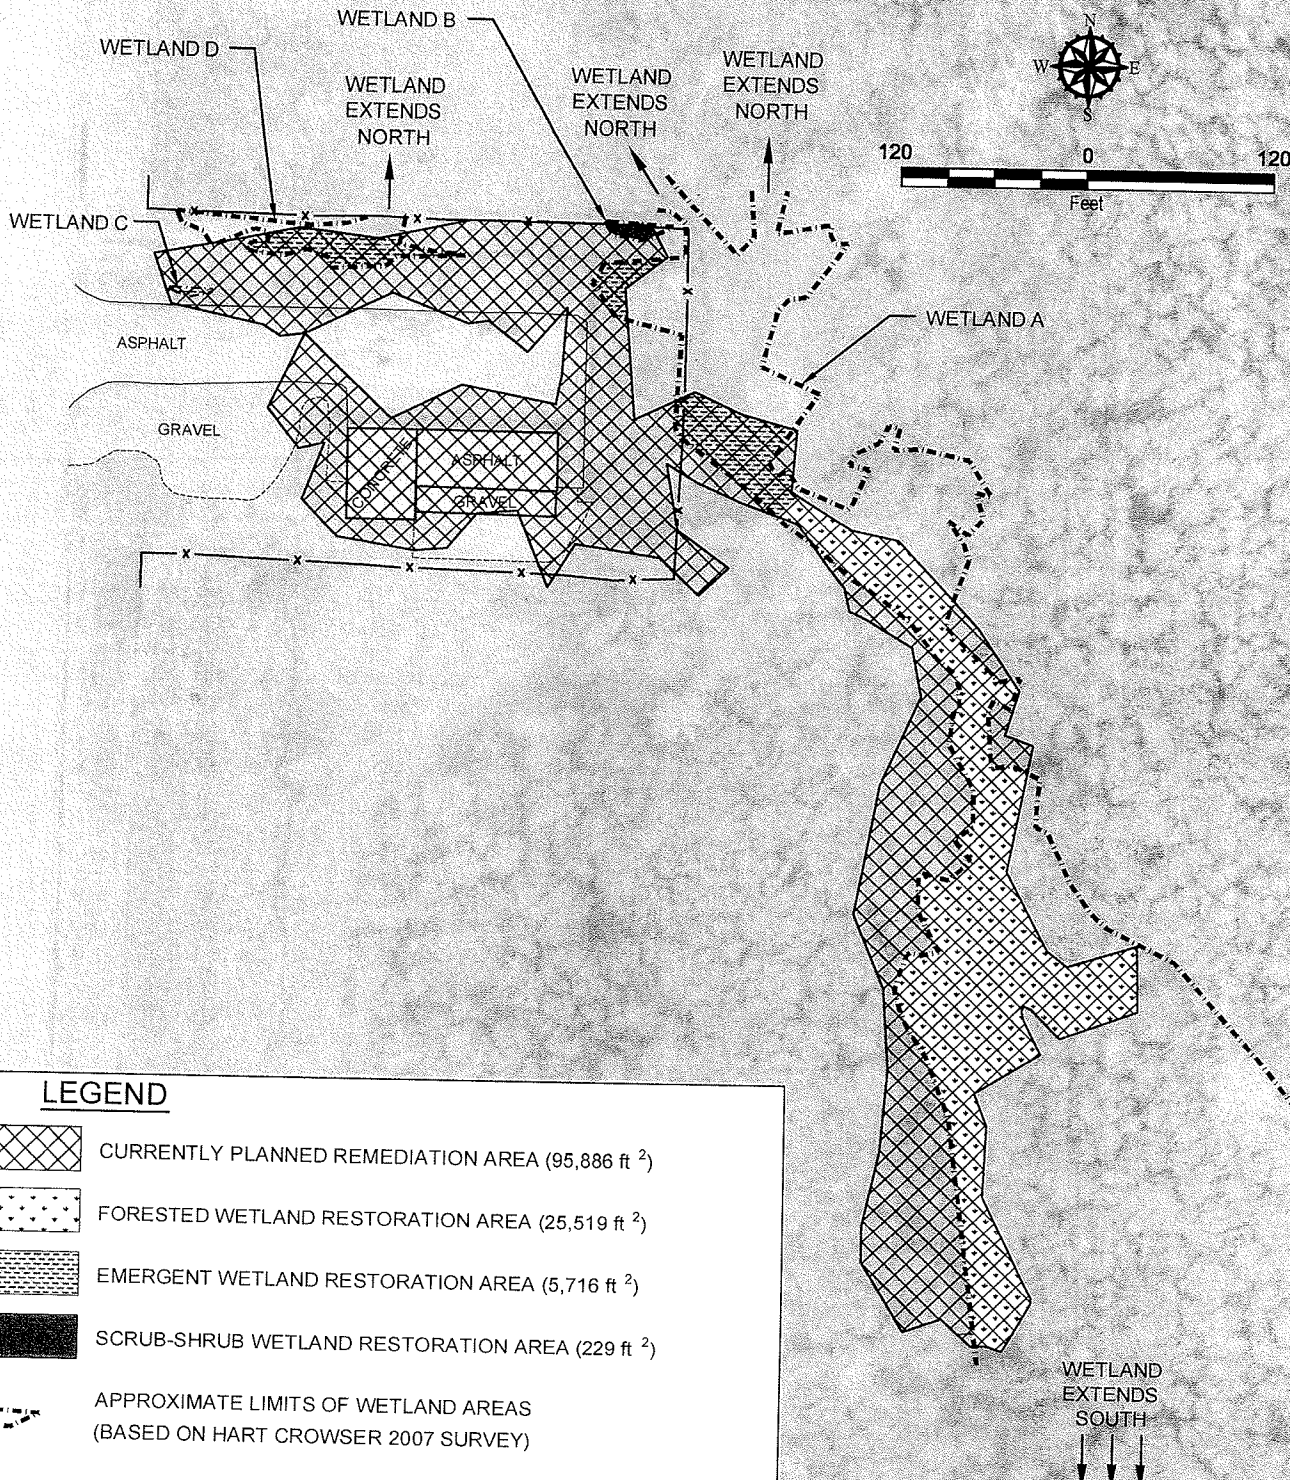 WETLAND B
WETLAND D
WETLAND
EXTENDS
NORTH
WETLAND
EXTENDS
NORTH
WETLAND
EXTENDS
NORTH
N
W E
S
120 0 120
Feet
WETLAND C
WETLAND A
ASPHALT
GRAVEL
CONCRETE
ASPHALT
GRAVEL
LEGEND
CURRENTLY PLANNED REMEDIATION AREA (95,886 ft ²)
FORESTED WETLAND RESTORATION AREA (25,519 ft ²)
EMERGENT WETLAND RESTORATION AREA (5,716 ft ²)
SCRUB-SHRUB WETLAND RESTORATION AREA (229 ft ²)
APPROXIMATE LIMITS OF WETLAND AREAS
(BASED ON HART CROWSER 2007 SURVEY)
WETLAND
EXTENDS
SOUTH